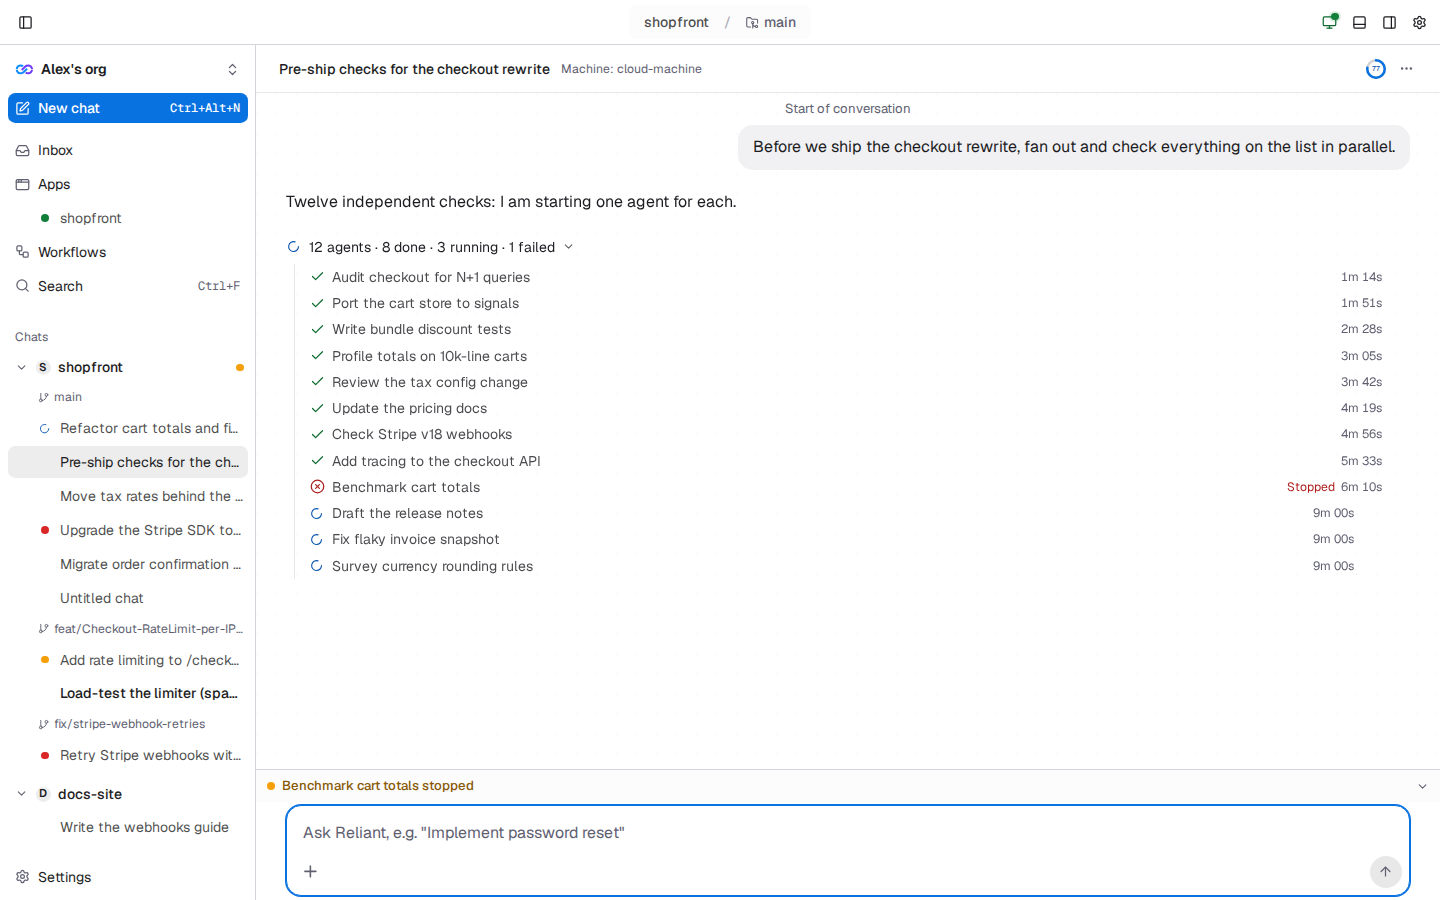 shopfront / main
Alex's org
Pre-ship checks for the checkout rewrite Machine: cloud-machine
77
New chat Ctrl+Alt+N
Inbox
Apps
shopfront
Workflows
Search Ctrl+F
Chats
S shopfront
main
Refactor cart totals and fi...
Pre-ship checks for the ch...
Move tax rates behind the ...
Upgrade the Stripe SDK to...
Migrate order confirmation ...
Untitled chat
feat/Checkout-RateLimit-per-IP...
Add rate limiting to /check...
Load-test the limiter (spa...
fix/stripe-webhook-retries
Retry Stripe webhooks wit...
D docs-site
Write the webhooks guide
Settings
Start of conversation
Before we ship the checkout rewrite, fan out and check everything on the list in parallel.
Twelve independent checks: I am starting one agent for each.
12 agents · 8 done · 3 running · 1 failed
Audit checkout for N+1 queries 1m 14s
Port the cart store to signals 1m 51s
Write bundle discount tests 2m 28s
Profile totals on 10k-line carts 3m 05s
Review the tax config change 3m 42s
Update the pricing docs 4m 19s
Check Stripe v18 webhooks 4m 56s
Add tracing to the checkout API 5m 33s
Benchmark cart totals Stopped 6m 10s
Draft the release notes 9m 00s
Fix flaky invoice snapshot 9m 00s
Survey currency rounding rules 9m 00s
Benchmark cart totals stopped
Ask Reliant, e.g. "Implement password reset"